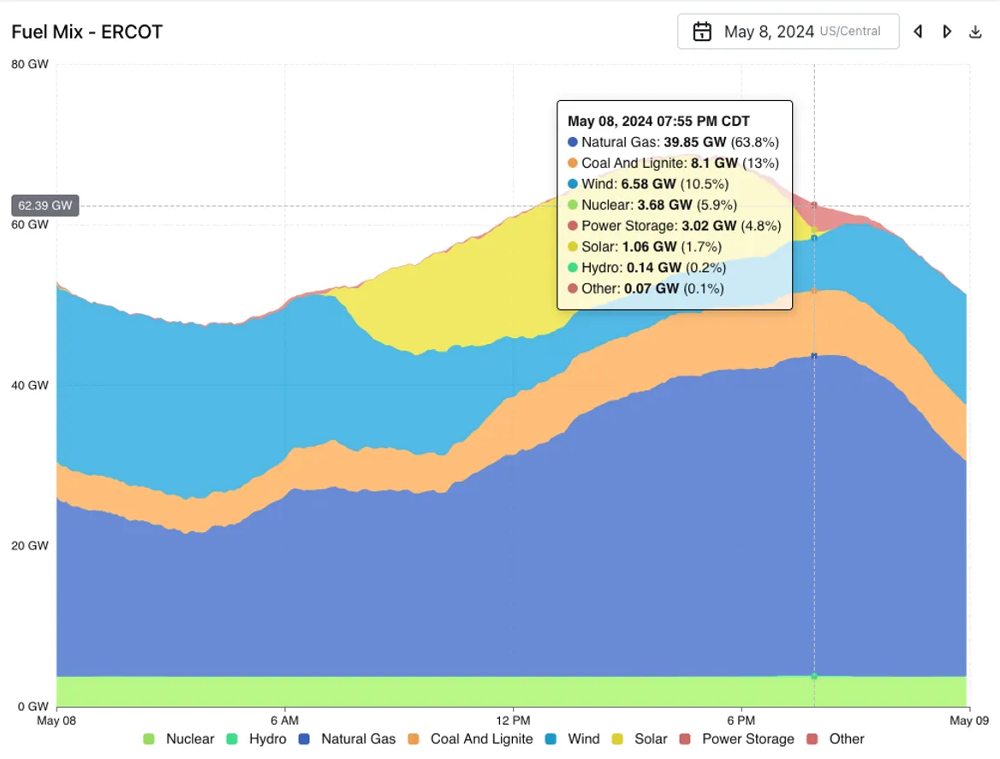 Fuel Mix - ERCOT
May 8, 2024 US/Central
80 GW
May 08, 2024 07:55 PM CDT
Natural Gas: 39.85 GW (63.8%)
Coal And Lignite: 8.1 GW (13%)
Wind: 6.58 GW (10.5%)
Nuclear: 3.68 GW (5.9%)
Power Storage: 3.02 GW (4.8%)
Solar: 1.06 GW (1.7%)
Hydro: 0.14 GW (0.2%)
Other: 0.07 GW (0.1%)
62.39 GW
60 GW
40 GW
20 GW
0 GW
May 08 6 AM 12 PM 6 PM May 09
Nuclear Hydro Natural Gas Coal And Lignite Wind Solar Power Storage Other